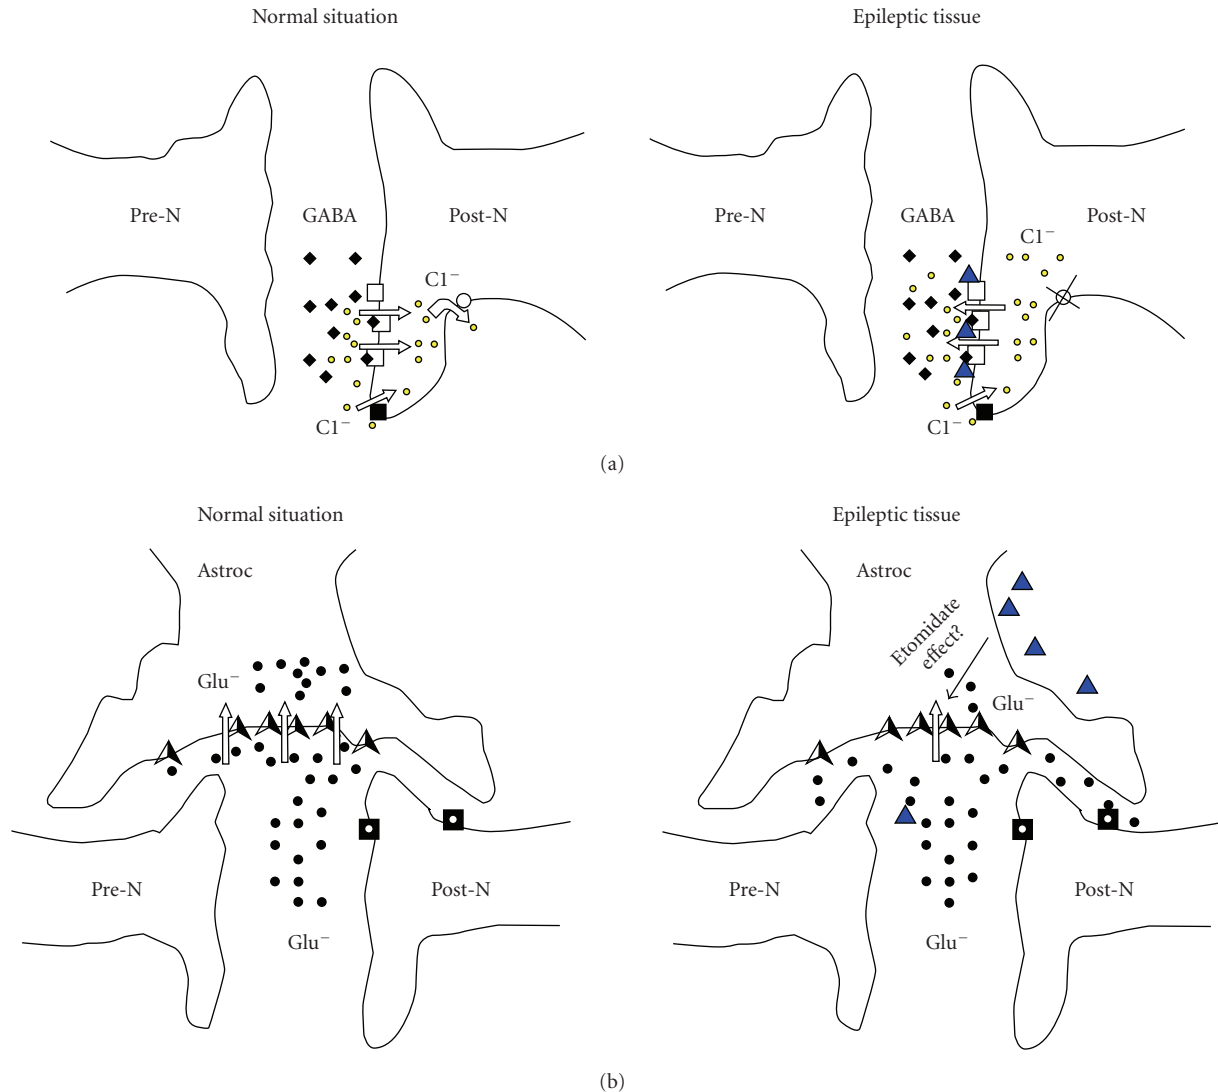 Normal situation
Epileptic tissue
Pre-N
GABA
Post-N
C1⁻
C1⁻
Pre-N
GABA
Post-N
C1⁻
C1⁻
(a)
Normal situation
Epileptic tissue
Astroc
Glu⁻
Pre-N
Post-N
Glu⁻
Astroc
Etomidate
effect?
Glu⁻
Pre-N
Post-N
Glu⁻
(b)